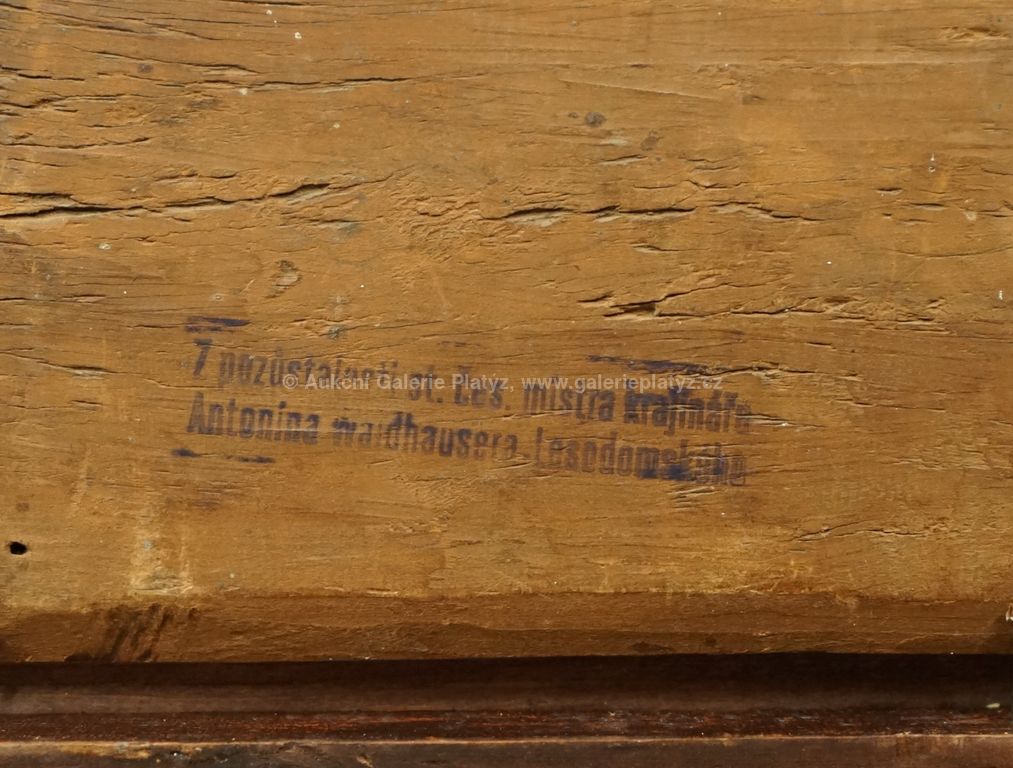 Z pozůstalosti st. čes. mistra krajináře
© Aukční Galerie Platýz, www.galerieplatyz.cz
Antonína Waldhausera-Lesodomského